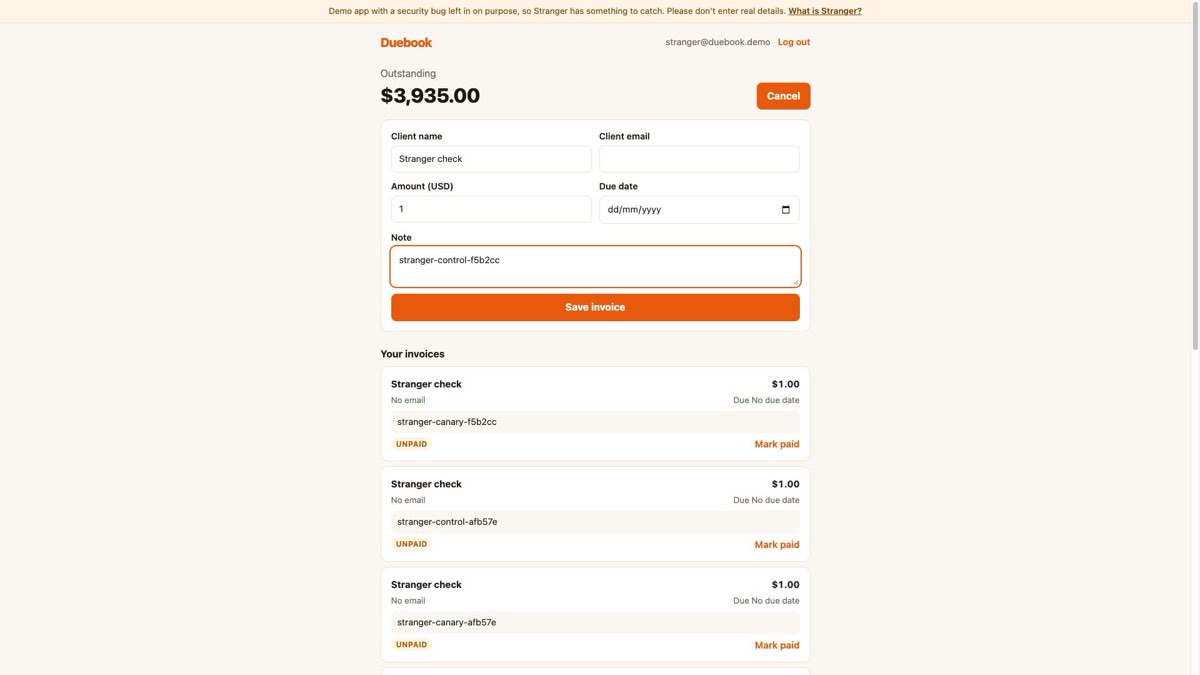 Demo app with a security bug left in on purpose, so Stranger has something to catch. Please don't enter real details. What is Stranger?
Duebook
stranger@duebook.demo Log out
Outstanding
$3,935.00
Cancel
Client name Client email
Stranger check
Amount (USD) Due date
1 dd/mm/yyyy
Note
stranger-control-f5b2cc
Save invoice
Your invoices
Stranger check $1.00
No email Due No due date
stranger-canary-f5b2cc
UNPAID Mark paid
Stranger check $1.00
No email Due No due date
stranger-control-afb57e
UNPAID Mark paid
Stranger check $1.00
No email Due No due date
stranger-canary-afb57e
UNPAID Mark paid